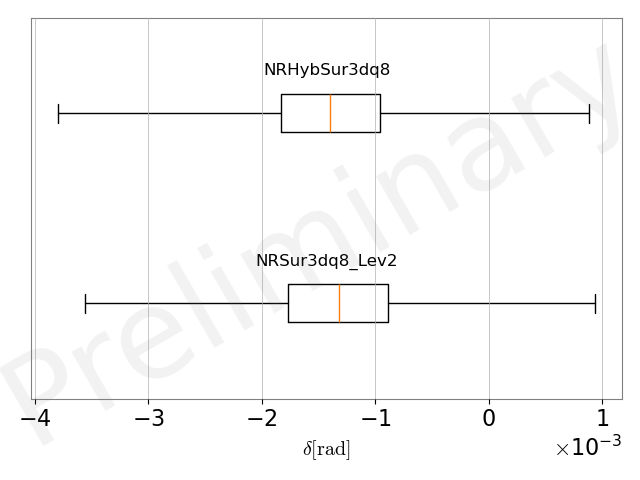 NRHybSur3dq8
NRSur3dq8_Lev2
Preliminary
−4 −3 −2 −1 0 1
δ[rad]
×10⁻³